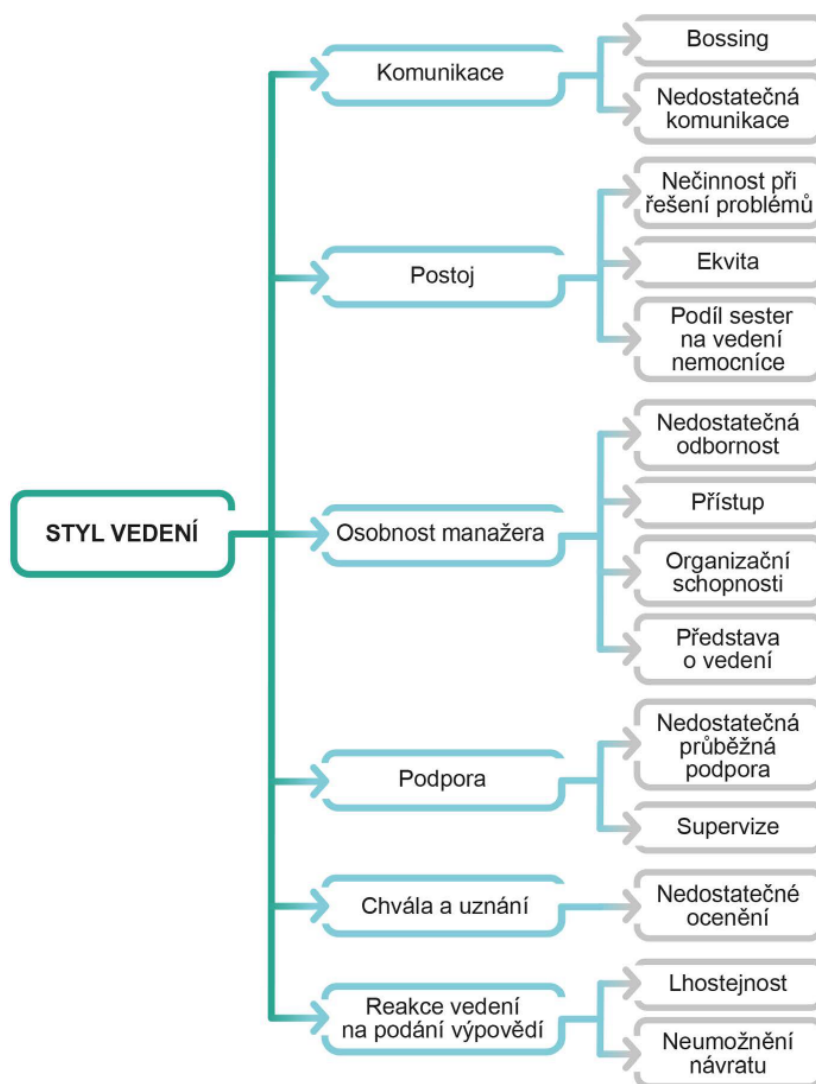 Komunikace
Bossing
Nedostatečná
komunikace
Postoj
Nečinnost při
řešení problémů
Ekvita
Podíl sester
na vedení
nemocníce
STYL VEDENÍ
Osobnost manažera
Nedostatečná
odbornost
Přístup
Organizační
schopnosti
Představa
o vedení
Podpora
Nedostatečná
průběžná
podpora
Supervize
Chvála a uznání
Nedostatečné
ocenění
Reakce vedení
na podání výpovědí
Lhostejnost
Neumožnění
návratu